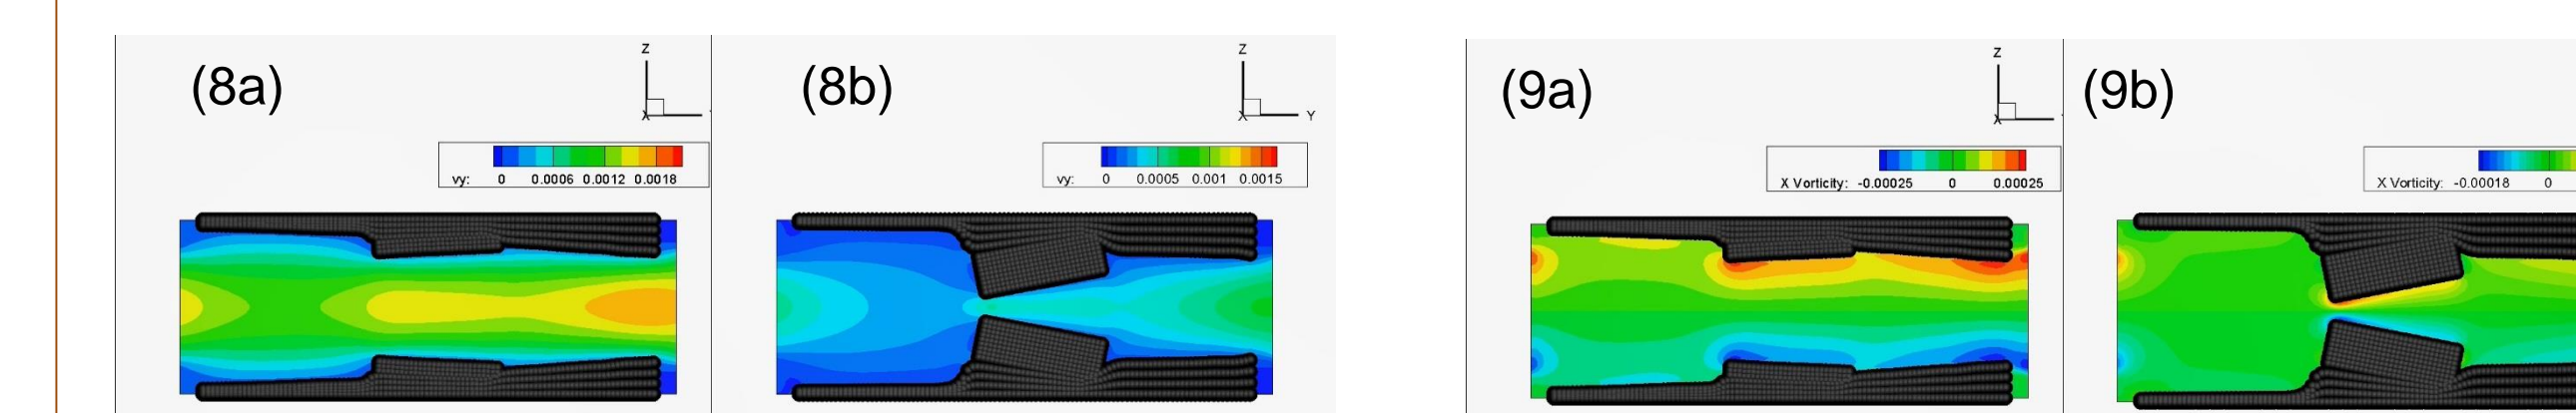 (8a)
Z
X
vy: 0 0.0006 0.0012 0.0018
(8b)
Z
X Y
vy: 0 0.0005 0.001 0.0015
(9a)
Z
X
X Vorticity: -0.00025 0 0.00025
(9b)
X Vorticity: -0.00018 0